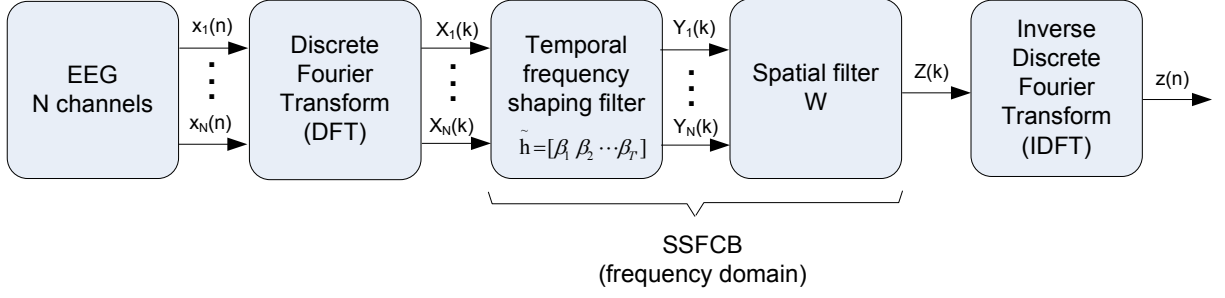 EEG
N channels
x₁(n)
x_N(n)
Discrete
Fourier
Transform
(DFT)
X₁(k)
X_N(k)
Temporal
frequency
shaping filter
h̃=[β₁ β₂ ⋯β_T]
Y₁(k)
Y_N(k)
Spatial filter
W
Z(k)
Inverse
Discrete
Fourier
Transform
(IDFT)
z(n)
SSFCB
(frequency domain)